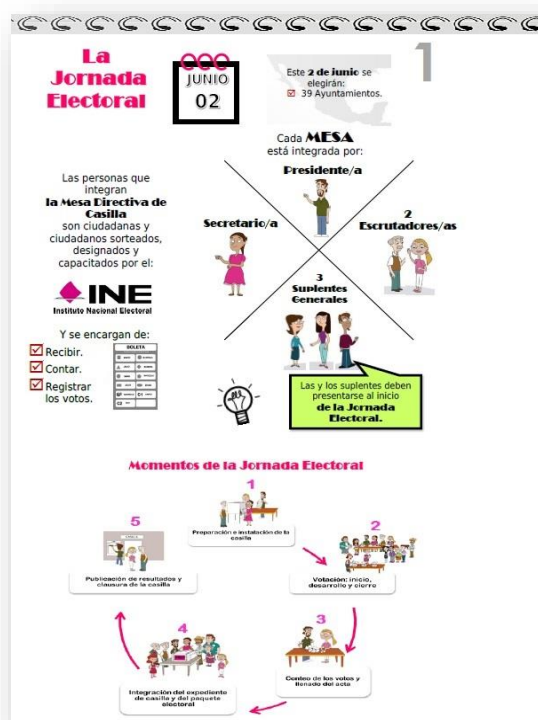 La
Jornada
Electoral
JUNIO
02
Este 2 de junio se
elegirán:
39 Ayuntamientos.
1
Cada MESA
está integrada por:
Presidente/a
Secretario/a
2
Escrutadores/as
3
Suplentes
Generales
Las y los suplentes deben
presentarse al inicio
de la Jornada
Electoral.
Las personas que
integran
la Mesa Directiva de
Casilla
son ciudadanas y
ciudadanos sorteados,
designados y
capacitados por el:
INE
Instituto Nacional Electoral
Y se encargan de:
Recibir.
Contar.
Registrar
los votos.
BOLETA
Momentos de la Jornada Electoral
1
Preparación e instalación de la
casilla
2
Votación: inicio,
desarrollo y cierre
3
Conteo de los votos y
llenado del acta
4
Integración del expediente
de casilla y del paquete
electoral
5
Publicación de resultados y
clausura de la casilla